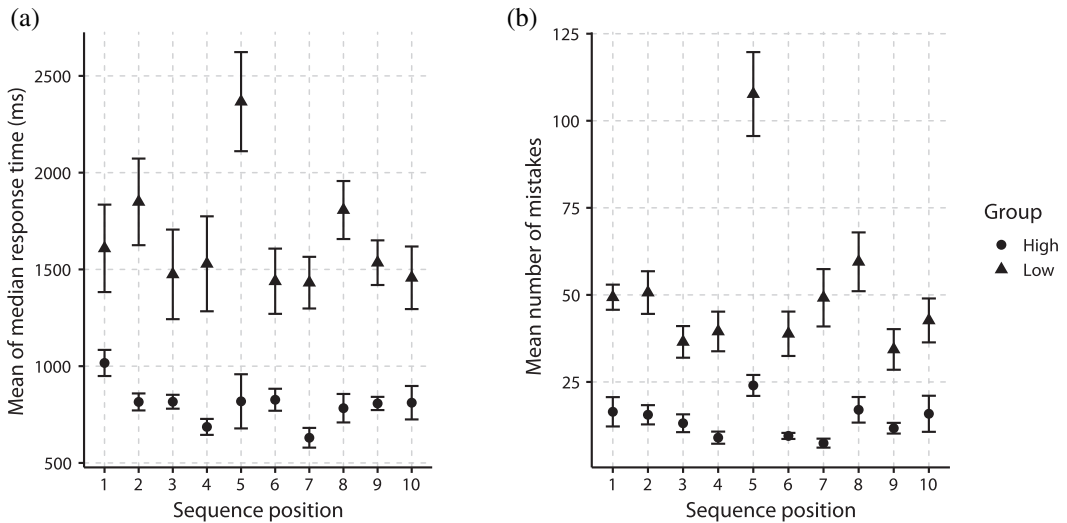 (a)
Mean of median response time (ms)
2500
2000
1500
1000
500
1 2 3 4 5 6 7 8 9 10
Sequence position
(b)
Mean number of mistakes
125
100
75
50
25
1 2 3 4 5 6 7 8 9 10
Sequence position
Group
High
Low